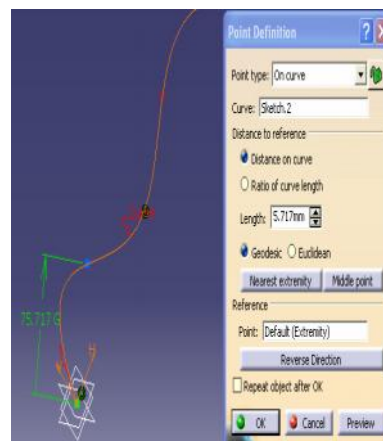 Point Definition
Point type: On curve
Curve: Sketch.2
Distance to reference
Distance on curve
Ratio of curve length
Length: 5.717mm
Geodesic Euclidean
Nearest extremity Middle point
Reference
Point: Default (Extremity)
Reverse Direction
Repeat object after OK
OK Cancel Preview
75.717 G